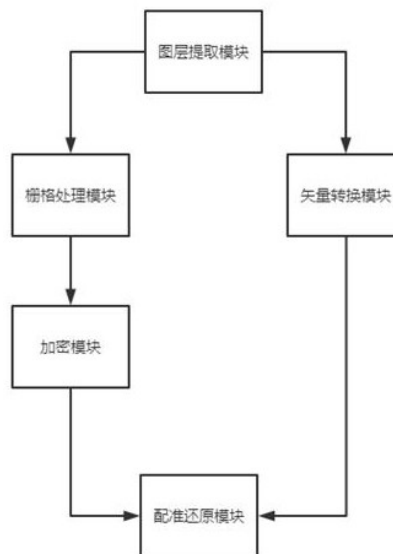 图层提取模块
栅格处理模块
矢量转换模块
加密模块
配准还原模块